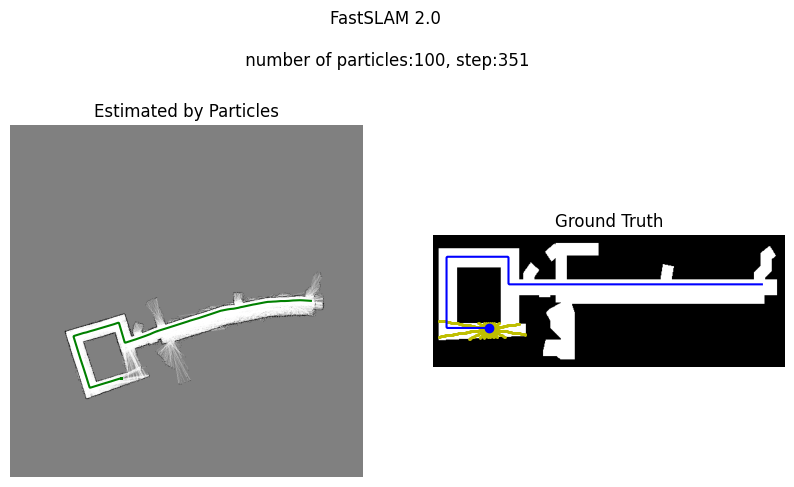 FastSLAM 2.0
number of particles:100, step:351
Estimated by Particles
Ground Truth